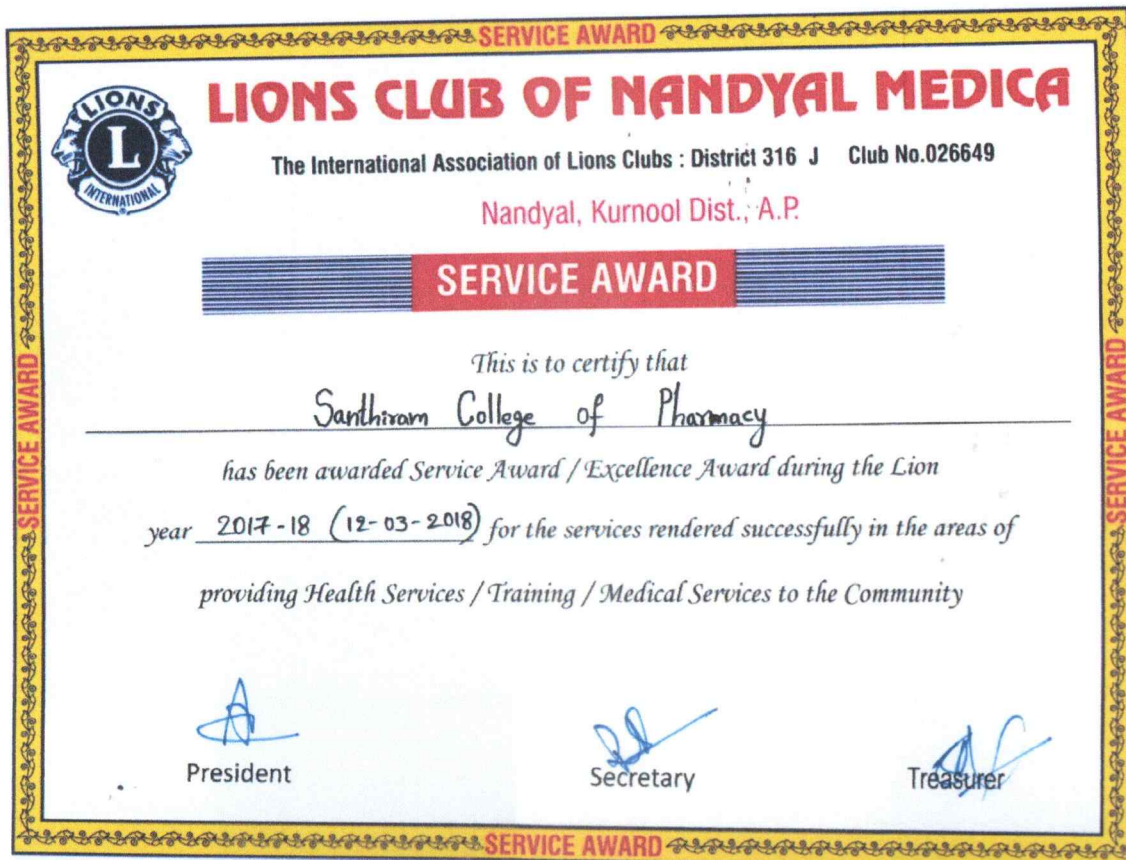 SERVICE AWARD
LIONS CLUB OF NANDYAL MEDICA
LIONS
L
INTERNATIONAL
®
The International Association of Lions Clubs : District 316 J Club No.026649
Nandyal, Kurnool Dist., A.P.
SERVICE AWARD
This is to certify that
Santhiram College of Pharmacy
has been awarded Service Award / Excellence Award during the Lion
year 2017-18 (12-03-2018) for the services rendered successfully in the areas of
providing Health Services / Training / Medical Services to the Community
President
Secretary
Treasurer
SERVICE AWARD
SERVICE AWARD
SERVICE AWARD